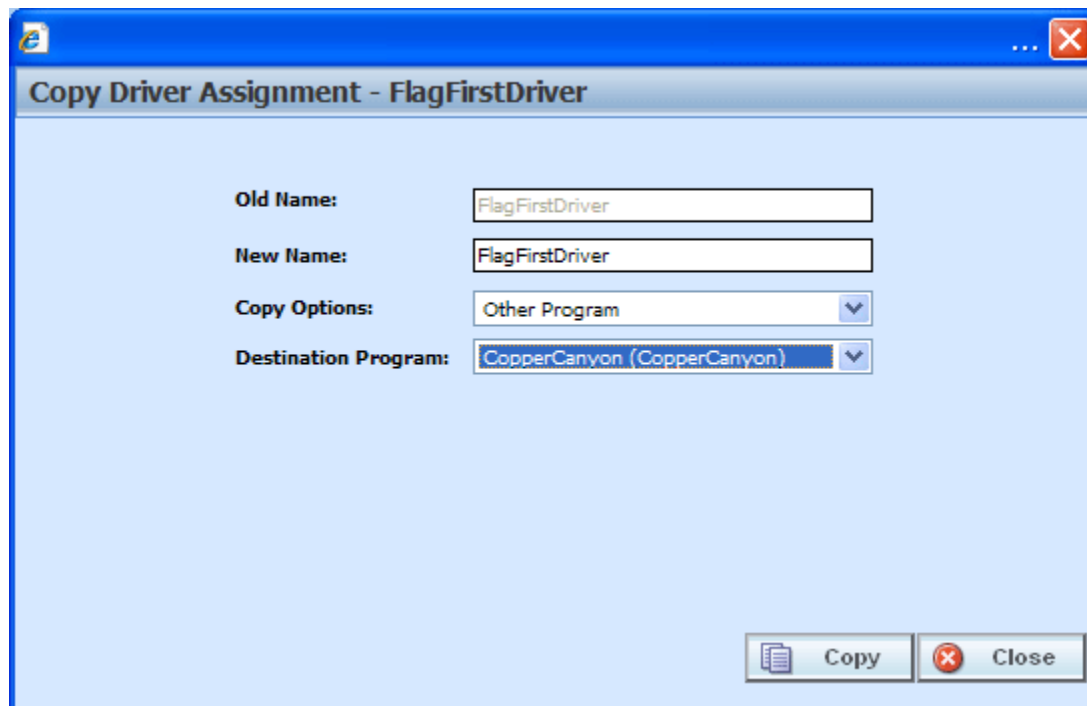 ...
Copy Driver Assignment - FlagFirstDriver
Old Name: FlagFirstDriver
New Name: FlagFirstDriver
Copy Options: Other Program
Destination Program: CopperCanyon (CopperCanyon)
Copy Close